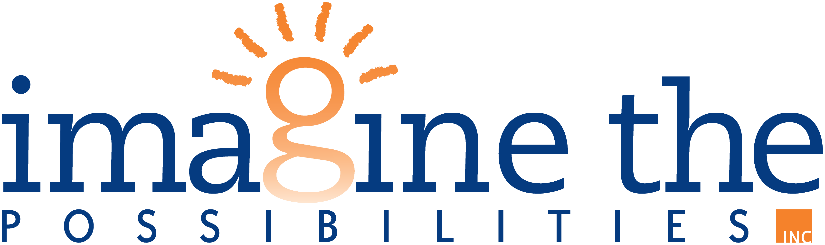 imagine the
POSSIBILITIES INC